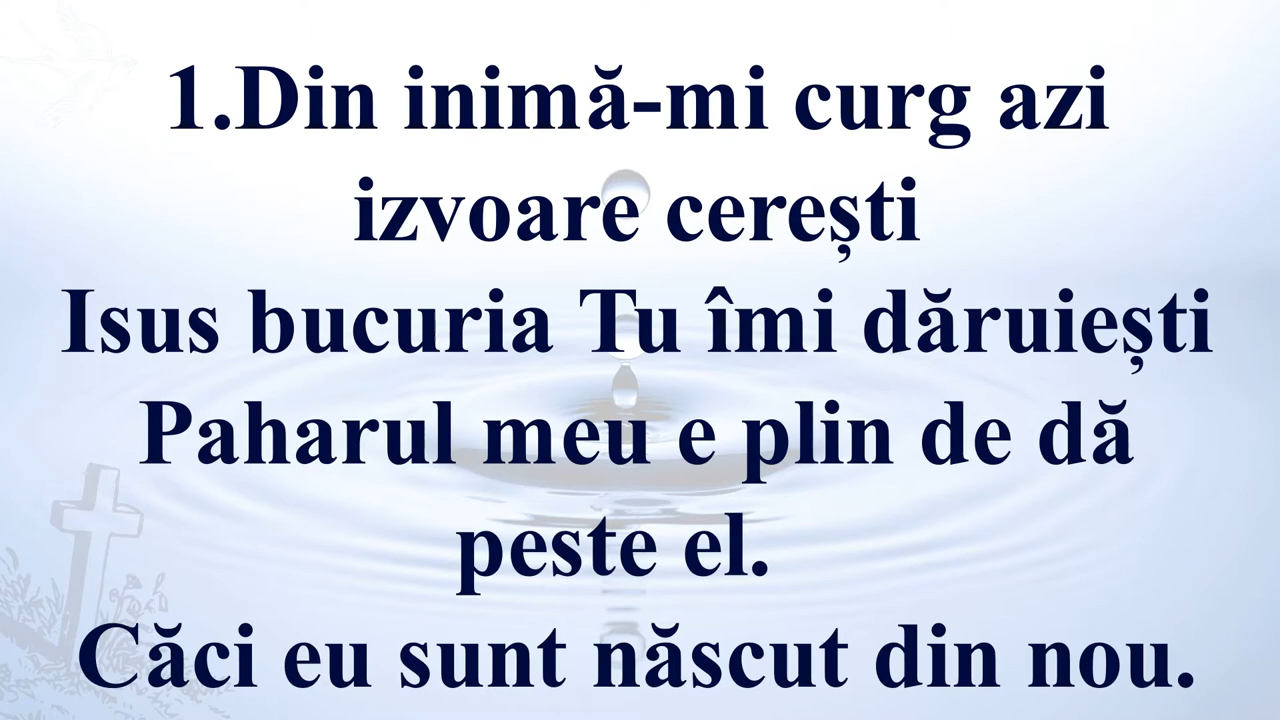 1.Din inimă-mi curg azi
izvoare cerești
Isus bucuria Tu îmi dăruiești
Paharul meu e plin de dă
peste el.
Căci eu sunt născut din nou.